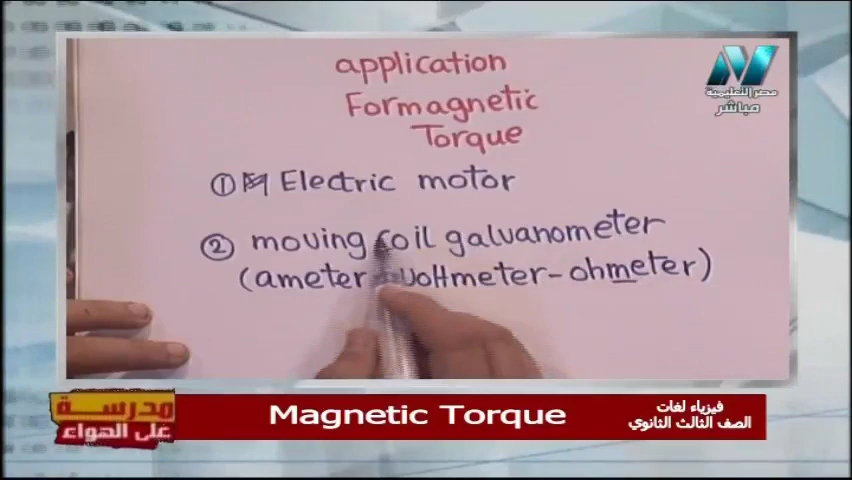 application
Formagnetic
Torque
① Electric motor
② moving coil galvanometer
(ameter - voltmeter - ohmeter)
مصر التعليمية
مباشر
مدرسة
على الهواء
Magnetic Torque
فيزياء لغات
الصف الثالث الثانوي